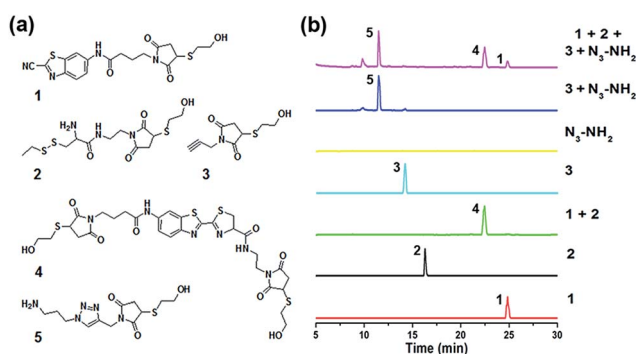 (a)
S
OH
O
N
NC
S
N
H
N
O
N
O
1
NH2
S
S
O
H
N
N
O
O
S
OH
2
N
O
O
S
OH
3
O
N
O
S
HO
O
H
N
S
N
S
N
O
HN
O
N
O
S
HO
4
H2N
N=N
N
N
O
O
S
OH
5
(b)
5
4
1
1 + 2 +
3 + N3-NH2
5
3 + N3-NH2
N3-NH2
3
3
4
1 + 2
2
2
1
1
5 10 15 20 25 30
Time (min)